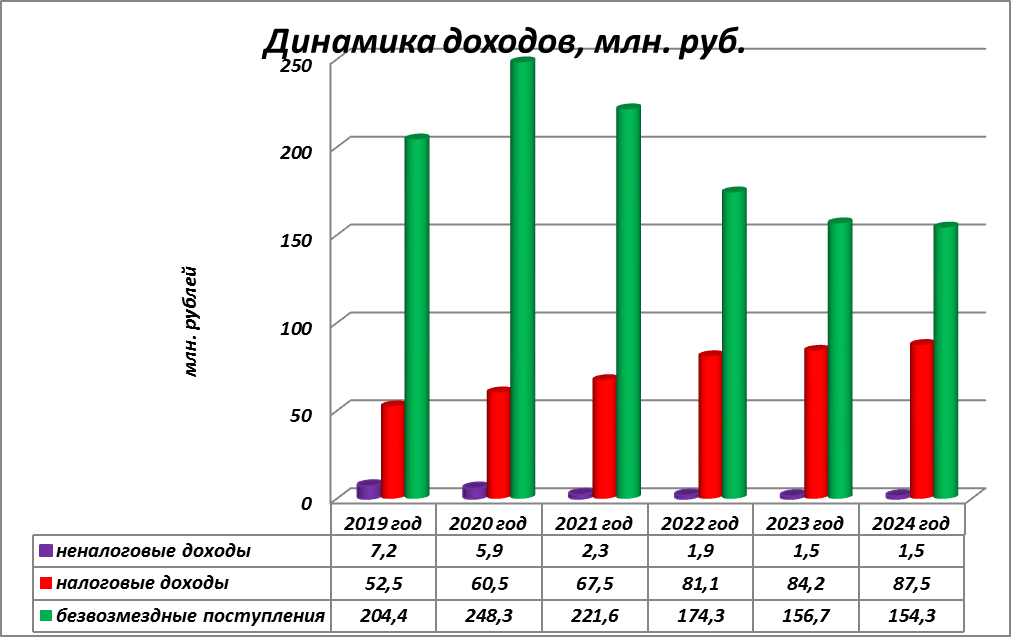 Динамика доходов, млн. руб.
250
200
150
100
50
0
млн. рублей
2019 год 2020 год 2021 год 2022 год 2023 год 2024 год
неналоговые доходы 7,2 5,9 2,3 1,9 1,5 1,5
налоговые доходы 52,5 60,5 67,5 81,1 84,2 87,5
безвозмездные поступления 204,4 248,3 221,6 174,3 156,7 154,3